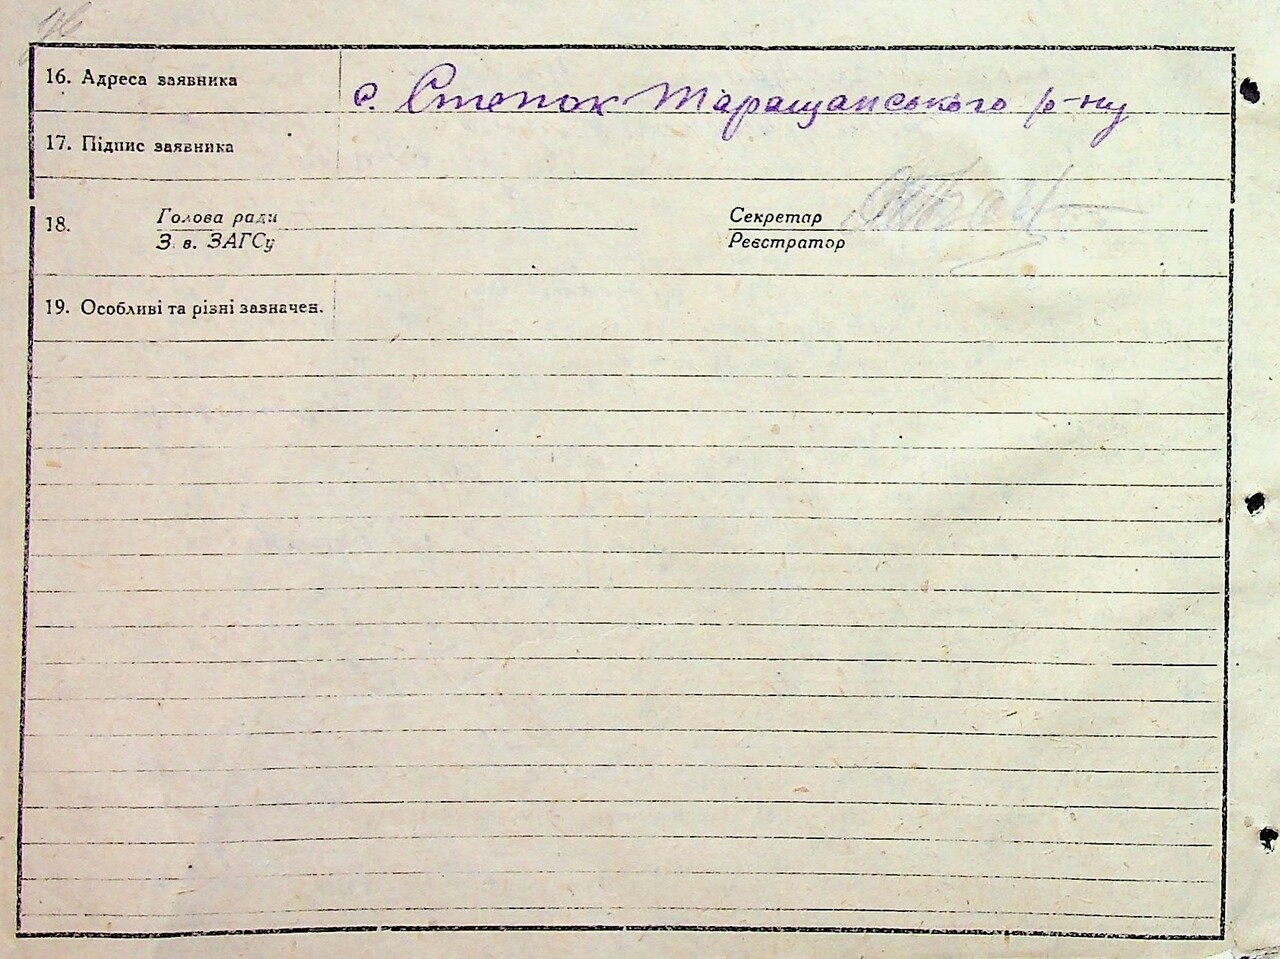 16. Адреса заявника с. Степок Таращанського р-ну
17. Підпис заявника
18. Голова ради Секретар
З. в. ЗАГСу Реєстратор
19. Особливі та різні зазначен.